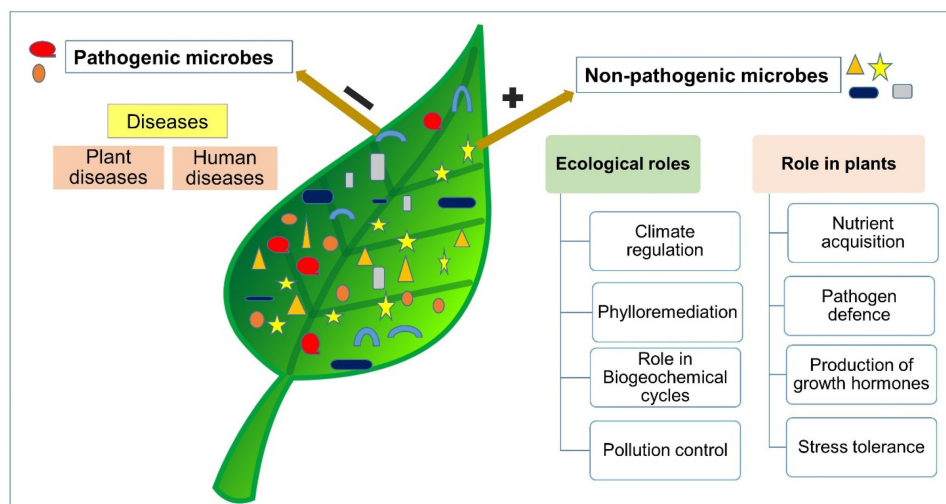 Pathogenic microbes
Diseases
Plant
diseases
Human
diseases
Non-pathogenic microbes
Ecological roles
Climate
regulation
Phylloremediation
Role in
Biogeochemical
cycles
Pollution control
Role in plants
Nutrient
acquisition
Pathogen
defence
Production of
growth hormones
Stress tolerance